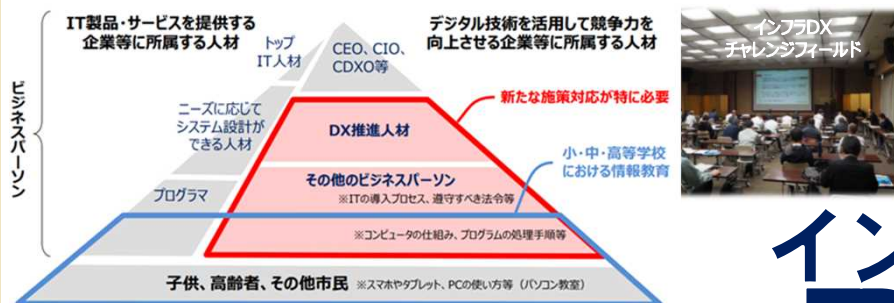 IT製品・サービスを提供する
企業等に所属する人材
デジタル技術を活用して競争力を
向上させる企業等に所属する人材
トップ
IT人材
CEO、CIO、
CDXO等
ビジネスパーソン
ニーズに応じて
システム設計が
できる人材
新たな施策対応が特に必要
DX推進人材
小・中・高等学校
における情報教育
その他のビジネスパーソン
※ITの導入プロセス、遵守すべき法令等
プログラマ
※コンピュータの仕組み、プログラムの処理手順等
子供、高齢者、その他市民 ※スマホやタブレット、PCの使い方等（パソコン教室）
インフラDX
チャレンジフィールド
イン